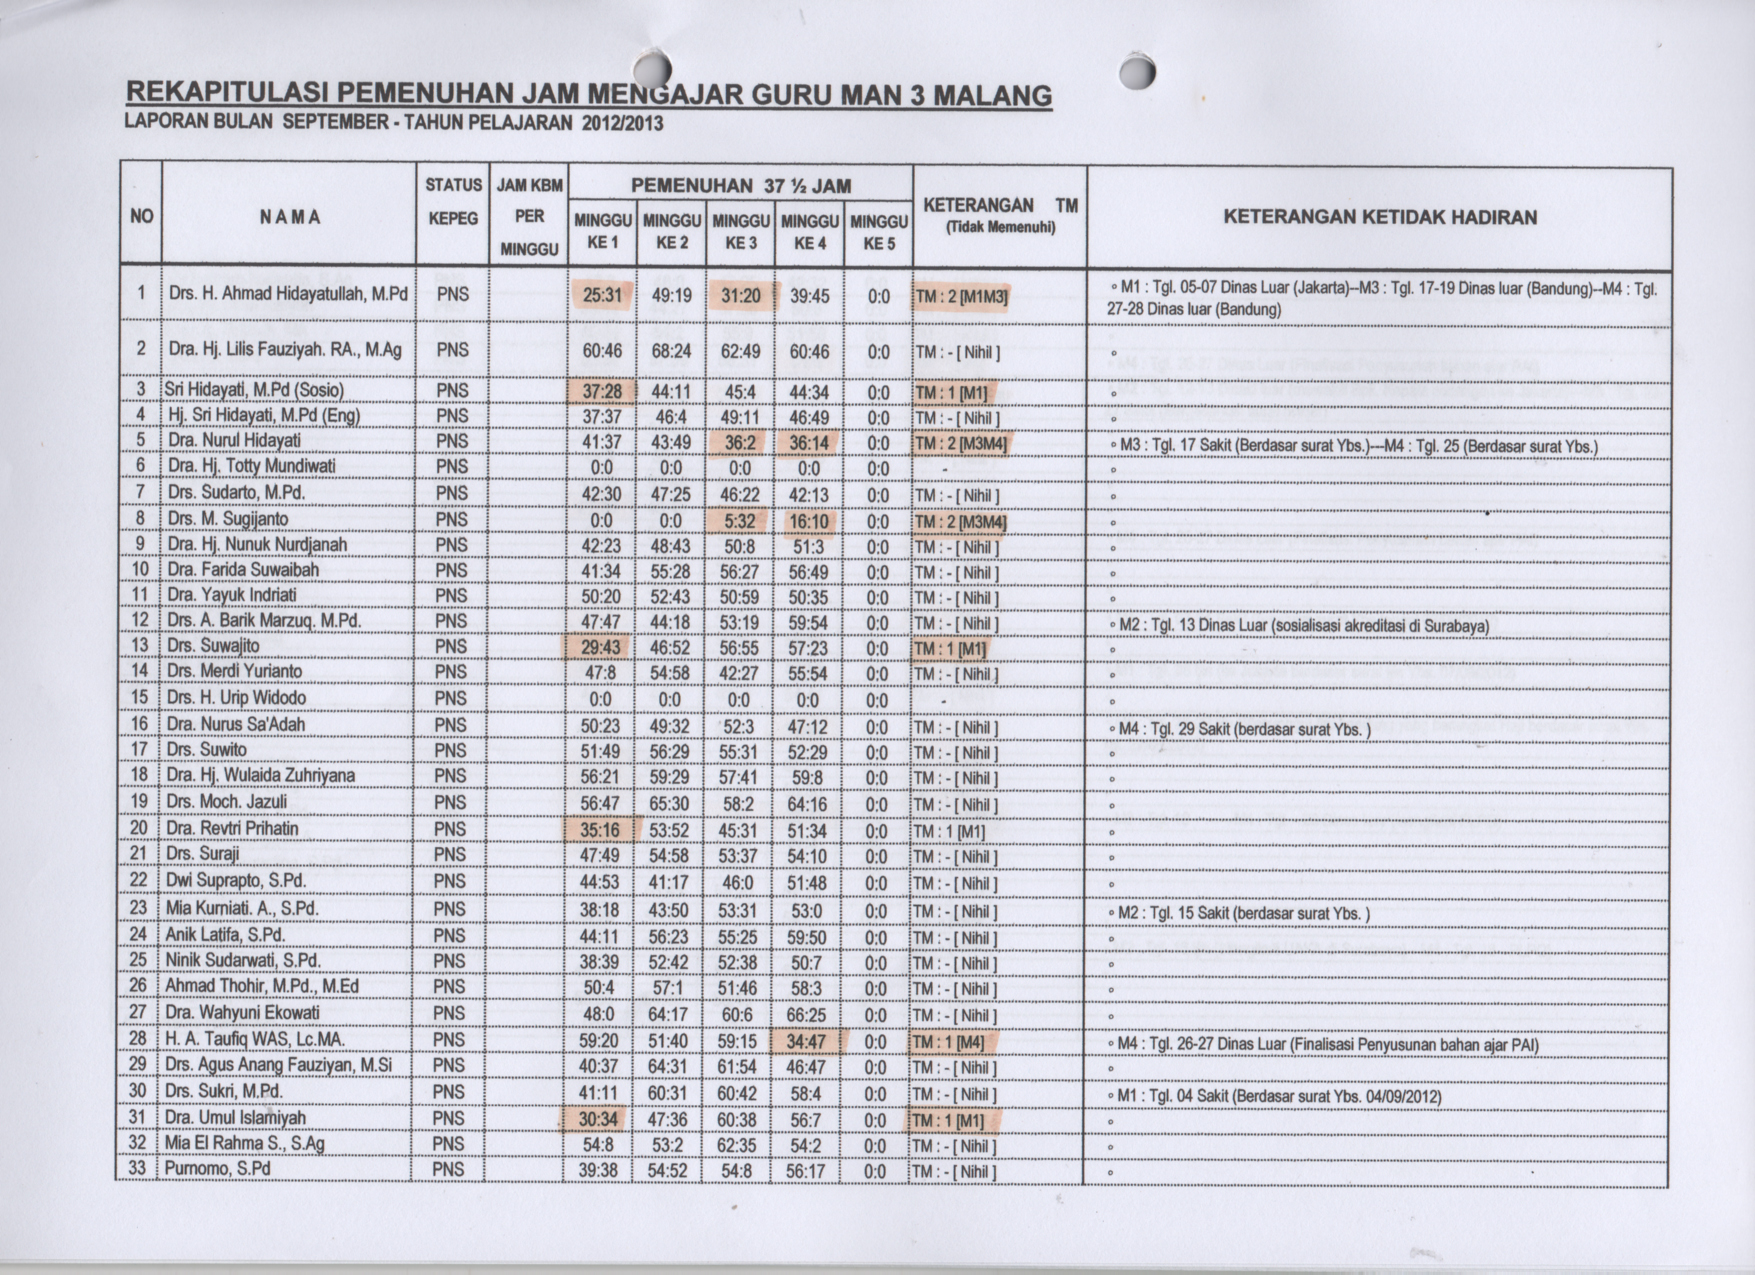 REKAPITULASI PEMENUHAN JAM MENGAJAR GURU MAN 3 MALANG
LAPORAN BULAN SEPTEMBER - TAHUN PELAJARAN 2012/2013
NO N A M A STATUS KEPEG JAM KBM PER MINGGU PEMENUHAN 37 ½ JAM KETERANGAN TM (Tidak Memenuhi) KETERANGAN KETIDAK HADIRAN
MINGGU KE 1 MINGGU KE 2 MINGGU KE 3 MINGGU KE 4 MINGGU KE 5
1 Drs. H. Ahmad Hidayatullah, M.Pd PNS 25:31 49:19 31:20 39:45 0:0 TM : 2 [M1M3] ° M1 : Tgl. 05-07 Dinas Luar (Jakarta)--M3 : Tgl. 17-19 Dinas luar (Bandung)--M4 : Tgl.
27-28 Dinas luar (Bandung)
2 Dra. Hj. Lilis Fauziyah. RA., M.Ag PNS 60:46 68:24 62:49 60:46 0:0 TM : - [ Nihil ] °
3 Sri Hidayati, M.Pd (Sosio) PNS 37:28 44:11 45:4 44:34 0:0 TM : 1 [M1] °
4 Hj. Sri Hidayati, M.Pd (Eng) PNS 37:37 46:4 49:11 46:49 0:0 TM : - [ Nihil ] °
5 Dra. Nurul Hidayati PNS 41:37 43:49 36:2 36:14 0:0 TM : 2 [M3M4] ° M3 : Tgl. 17 Sakit (Berdasar surat Ybs.)---M4 : Tgl. 25 (Berdasar surat Ybs.)
6 Dra. Hj. Totty Mundiwati PNS 0:0 0:0 0:0 0:0 0:0 - °
7 Drs. Sudarto, M.Pd. PNS 42:30 47:25 46:22 42:13 0:0 TM : - [ Nihil ] °
8 Drs. M. Sugijanto PNS 0:0 0:0 5:32 16:10 0:0 TM : 2 [M3M4] °
9 Dra. Hj. Nunuk Nurdjanah PNS 42:23 48:43 50:8 51:3 0:0 TM : - [ Nihil ] °
10 Dra. Farida Suwaibah PNS 41:34 55:28 56:27 56:49 0:0 TM : - [ Nihil ] °
11 Dra. Yayuk Indriati PNS 50:20 52:43 50:59 50:35 0:0 TM : - [ Nihil ] °
12 Drs. A. Barik Marzuq. M.Pd. PNS 47:47 44:18 53:19 59:54 0:0 TM : - [ Nihil ] ° M2 : Tgl. 13 Dinas Luar (sosialisasi akreditasi di Surabaya)
13 Drs. Suwajito PNS 29:43 46:52 56:55 57:23 0:0 TM : 1 [M1] °
14 Drs. Merdi Yurianto PNS 47:8 54:58 42:27 55:54 0:0 TM : - [ Nihil ] °
15 Drs. H. Urip Widodo PNS 0:0 0:0 0:0 0:0 0:0 - °
16 Dra. Nurus Sa'Adah PNS 50:23 49:32 52:3 47:12 0:0 TM : - [ Nihil ] ° M4 : Tgl. 29 Sakit (berdasar surat Ybs. )
17 Drs. Suwito PNS 51:49 56:29 55:31 52:29 0:0 TM : - [ Nihil ] °
18 Dra. Hj. Wulaida Zuhriyana PNS 56:21 59:29 57:41 59:8 0:0 TM : - [ Nihil ] °
19 Drs. Moch. Jazuli PNS 56:47 65:30 58:2 64:16 0:0 TM : - [ Nihil ] °
20 Dra. Revtri Prihatin PNS 35:16 53:52 45:31 51:34 0:0 TM : 1 [M1] °
21 Drs. Suraji PNS 47:49 54:58 53:37 54:10 0:0 TM : - [ Nihil ] °
22 Dwi Suprapto, S.Pd. PNS 44:53 41:17 46:0 51:48 0:0 TM : - [ Nihil ] °
23 Mia Kurniati. A., S.Pd. PNS 38:18 43:50 53:31 53:0 0:0 TM : - [ Nihil ] ° M2 : Tgl. 15 Sakit (berdasar surat Ybs. )
24 Anik Latifa, S.Pd. PNS 44:11 56:23 55:25 59:50 0:0 TM : - [ Nihil ] °
25 Ninik Sudarwati, S.Pd. PNS 38:39 52:42 52:38 50:7 0:0 TM : - [ Nihil ] °
26 Ahmad Thohir, M.Pd., M.Ed PNS 50:4 57:1 51:46 58:3 0:0 TM : - [ Nihil ] °
27 Dra. Wahyuni Ekowati PNS 48:0 64:17 60:6 66:25 0:0 TM : - [ Nihil ] °
28 H. A. Taufiq WAS, Lc.MA. PNS 59:20 51:40 59:15 34:47 0:0 TM : 1 [M4] ° M4 : Tgl. 26-27 Dinas Luar (Finalisasi Penyusunan bahan ajar PAI)
29 Drs. Agus Anang Fauziyan, M.Si PNS 40:37 64:31 61:54 46:47 0:0 TM : - [ Nihil ] °
30 Drs. Sukri, M.Pd. PNS 41:11 60:31 60:42 58:4 0:0 TM : - [ Nihil ] ° M1 : Tgl. 04 Sakit (Berdasar surat Ybs. 04/09/2012)
31 Dra. Umul Islamiyah PNS 30:34 47:36 60:38 56:7 0:0 TM : 1 [M1] °
32 Mia El Rahma S., S.Ag PNS 54:8 53:2 62:35 54:2 0:0 TM : - [ Nihil ] °
33 Purnomo, S.Pd PNS 39:38 54:52 54:8 56:17 0:0 TM : - [ Nihil ] °